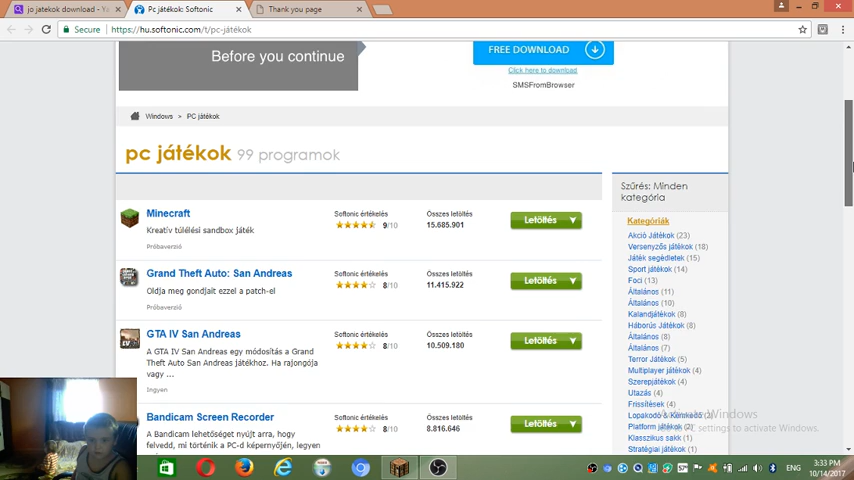 jo jatekok download - Ya
Pc játékok: Softonic
Thank you page
Secure
https://hu.softonic.com/t/pc-jatekok
Before you continue
FREE DOWNLOAD
Click here to download
SMSFromBrowser
Windows > PC játékok
pc játékok 99 programok
Szűrés: Minden
kategória
Kategóriák
Akció Játékok (23)
Versenyzős játékok (18)
Játék segédletek (15)
Sport játékok (14)
Foci (13)
Általános (11)
Általános (10)
Kalandjátékok (8)
Háborús Játékok (8)
Általános (8)
Általános (7)
Terror Játékok (5)
Multiplayer játékok (4)
Szerepjátékok (4)
Utazás (4)
Frissítések (4)
Lopakodó & Kémkedő (2)
Platform játékok (2)
Klasszikus sakk (1)
Stratégiai játékok (1)
Minecraft
Kreatív túlélési sandbox játék
Próbaverzió
Softonic értékelés
9/10
Összes letöltés
15.685.901
Letöltés
Grand Theft Auto: San Andreas
Oldja meg gondjait ezzel a patch-el
Próbaverzió
Softonic értékelés
8/10
Összes letöltés
11.415.922
Letöltés
GTA IV San Andreas
A GTA IV San Andreas egy módosítás a Grand
Theft Auto San Andreas játékhoz. Ha rajongója
vagy ...
Ingyen
Softonic értékelés
8/10
Összes letöltés
10.509.180
Letöltés
Bandicam Screen Recorder
A Bandicam lehetőséget nyújt arra, hogy
felvedd, mi történik a PC-d képernyőjén, legyen
Softonic értékelés
8/10
Összes letöltés
8.816.646
Letöltés
Activate Windows
to PC settings to activate Windows.
ENG
3:33 PM
10/14/2017